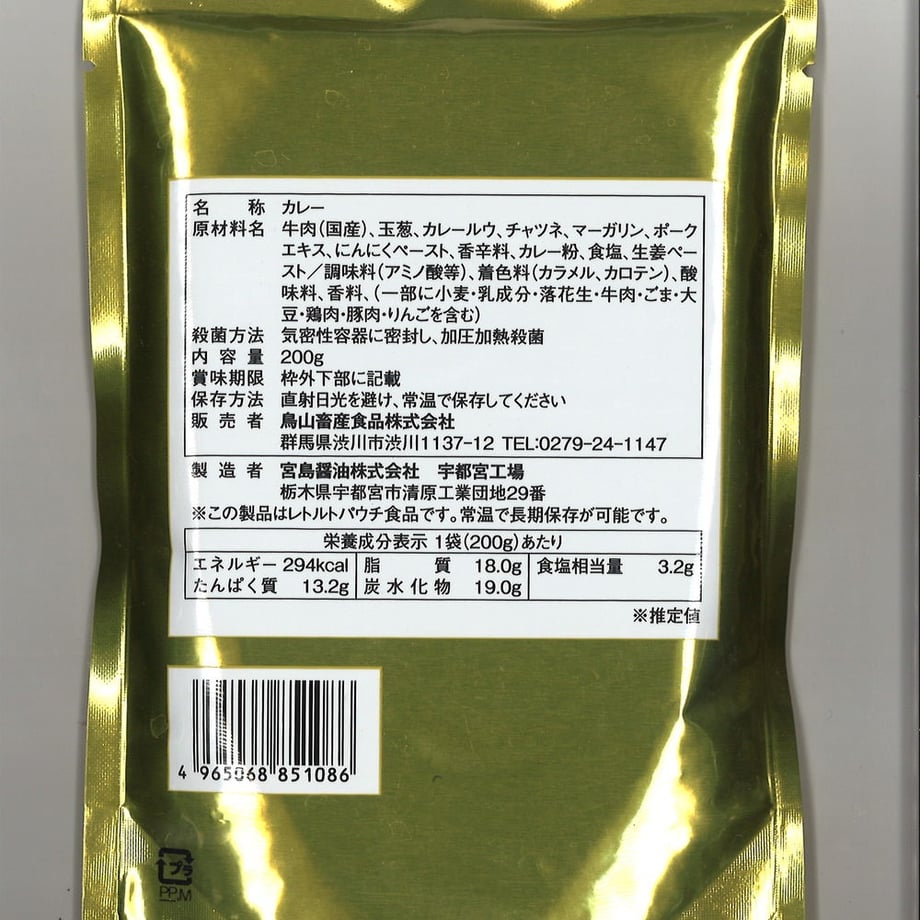 名称 カレー
原材料名 牛肉(国産)、玉葱、カレールウ、チャツネ、マーガリン、ポーク
エキス、にんにくペースト、香辛料、カレー粉、食塩、生姜ペー
スト/調味料(アミノ酸等)、着色料(カラメル、カロテン)、酸
味料、香料、(一部に小麦・乳成分・落花生・牛肉・ごま・大
豆・鶏肉・豚肉・りんごを含む)
殺菌方法 気密性容器に密封し、加圧加熱殺菌
内容量 200g
賞味期限 枠外下部に記載
保存方法 直射日光を避け、常温で保存してください
販売者 鳥山畜産食品株式会社
群馬県渋川市渋川1137-12 TEL:0279-24-1147
製造者 宮島醤油株式会社 宇都宮工場
栃木県宇都宮市清原工業団地29番
※この製品はレトルトパウチ食品です。常温で長期保存が可能です。
栄養成分表示 1袋(200g)あたり
エネルギー 294kcal 脂質 18.0g 食塩相当量 3.2g
たんぱく質 13.2g 炭水化物 19.0g
※推定値
4 965068 851086
プラ
PP,M